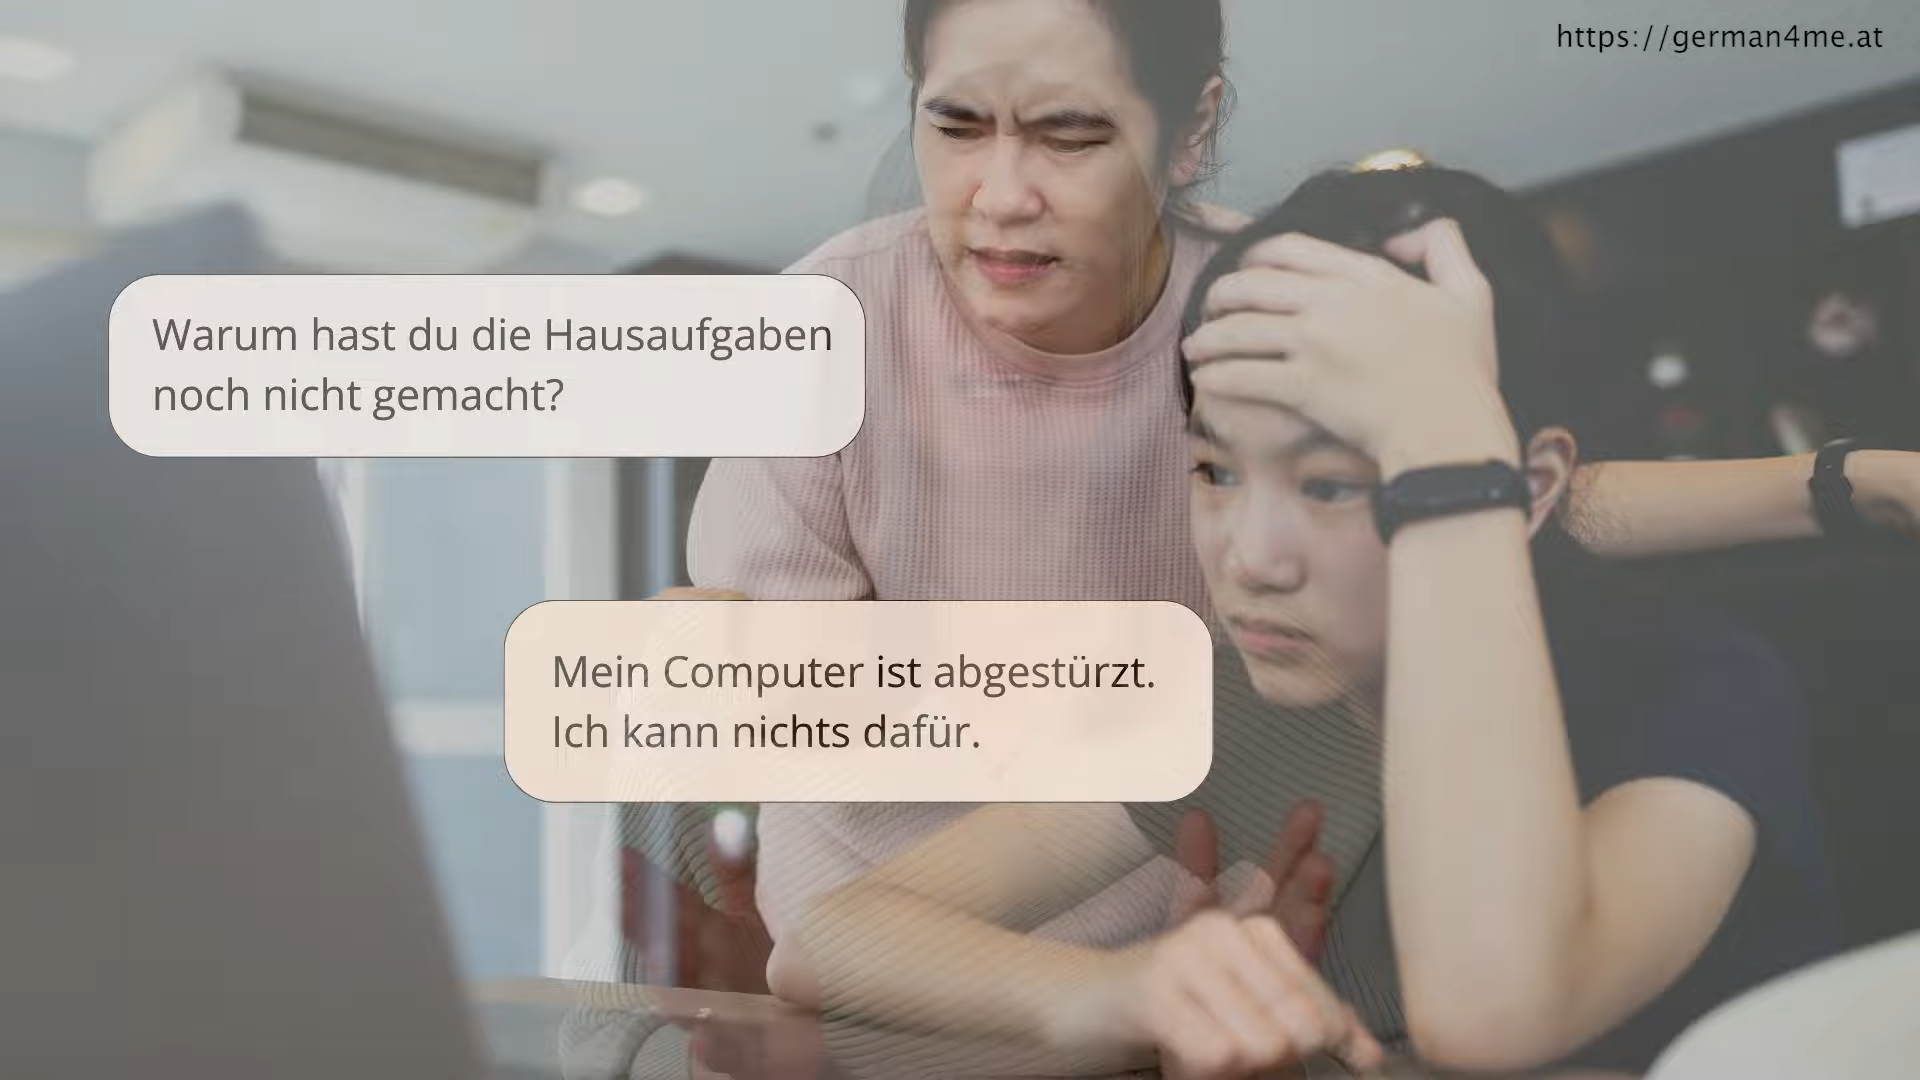 https://german4me.at
Warum hast du die Hausaufgaben
noch nicht gemacht?
Mein Computer ist abgestürzt.
Ich kann nichts dafür.